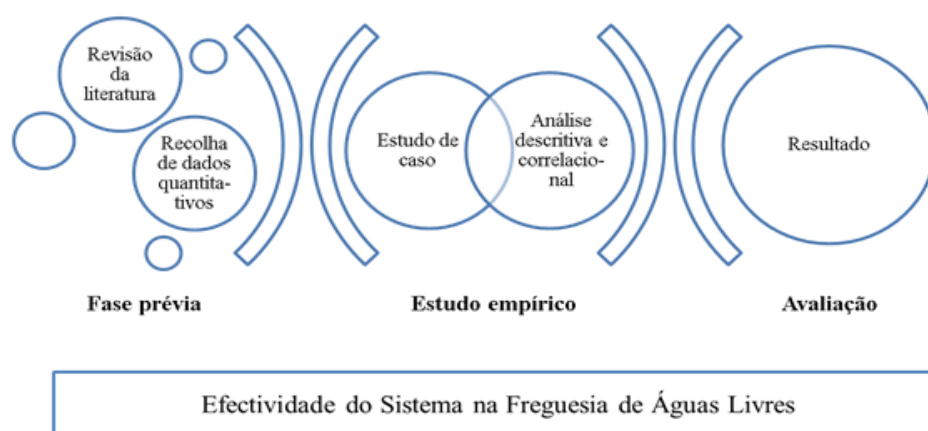 Revisão
da
literatura
Recolha
de dados
quantita-
tivos
Estudo de
caso
Análise
descritiva e
correlacio-
nal
Resultado
Fase prévia
Estudo empírico
Avaliação
Efectividade do Sistema na Freguesia de Águas Livres